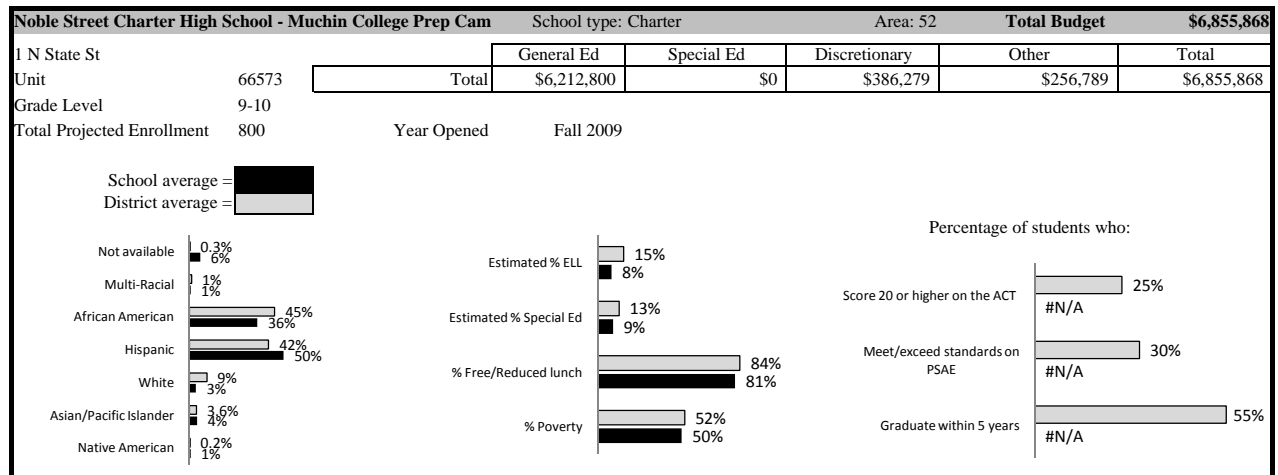 Noble Street Charter High School - Muchin College Prep Cam School type: Charter Area: 52 Total Budget $6,855,868
1 N State St General Ed Special Ed Discretionary Other Total
Unit 66573 Total $6,212,800 $0 $386,279 $256,789 $6,855,868
Grade Level 9-10
Total Projected Enrollment 800 Year Opened Fall 2009
School average =
District average =
Not available 0.3%
6%
Multi-Racial 1%
1%
African American 45%
36%
Hispanic 42%
50%
White 9%
3%
Asian/Pacific Islander 3.6%
4%
Native American 0.2%
1%
Estimated % ELL 15%
8%
Estimated % Special Ed 13%
9%
% Free/Reduced lunch 84%
81%
% Poverty 52%
50%
Percentage of students who:
Score 20 or higher on the ACT 25%
#N/A
Meet/exceed standards on
PSAE 30%
#N/A
Graduate within 5 years 55%
#N/A